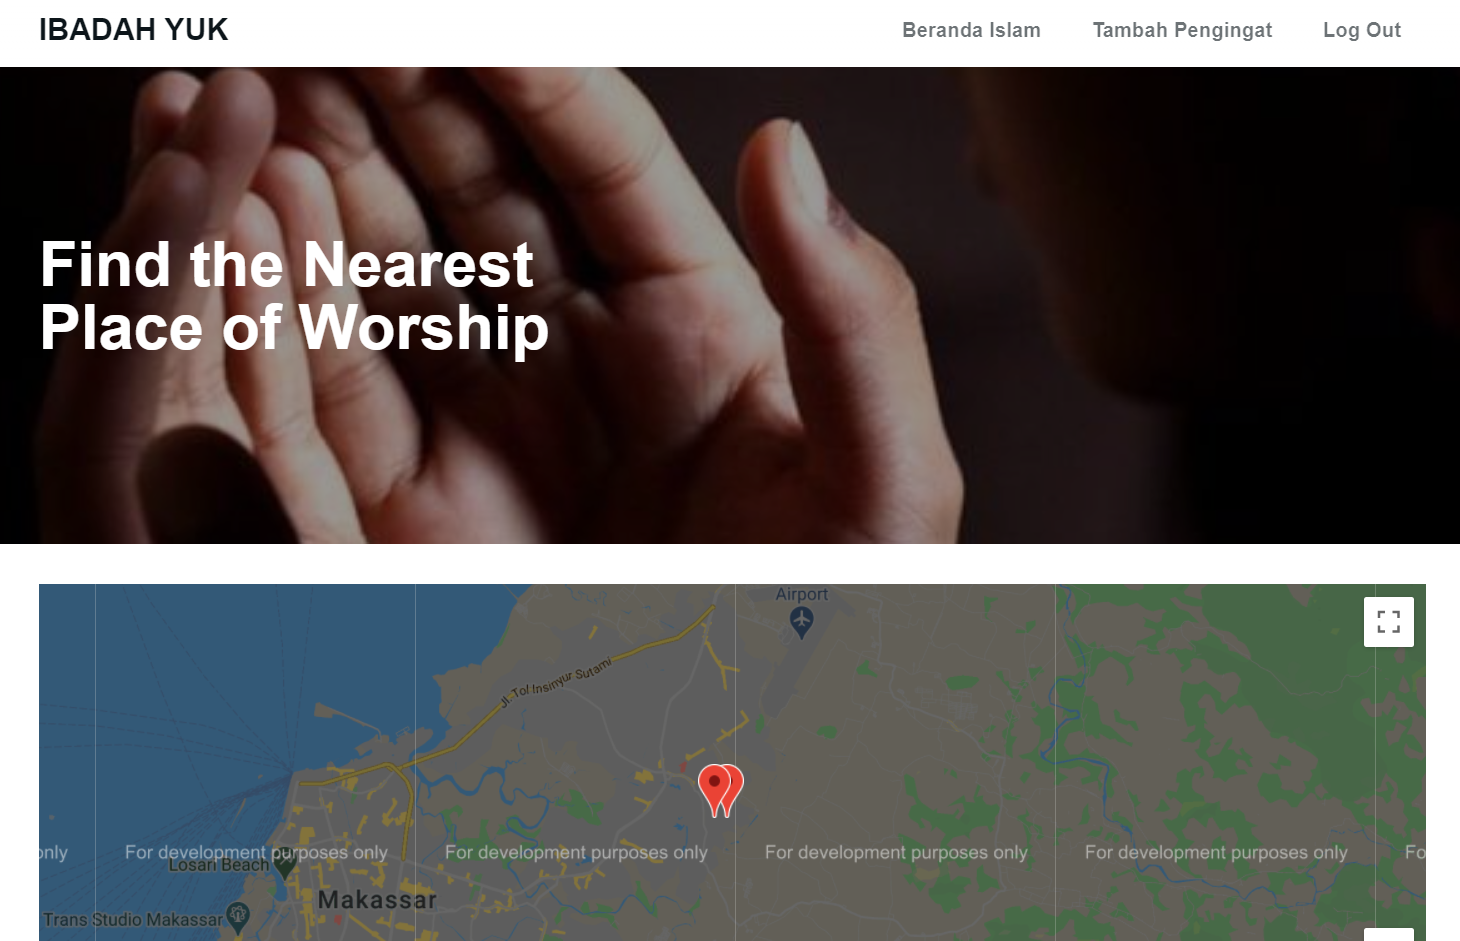 IBADAH YUK
Beranda Islam
Tambah Pengingat
Log Out
Find the Nearest
Place of Worship
Airport
Jl. Tol Insinyur Sutami
only
For development purposes only
For development purposes only
For development purposes only
For development purposes only
Fo
Losari Beach
Makassar
Trans Studio Makassar